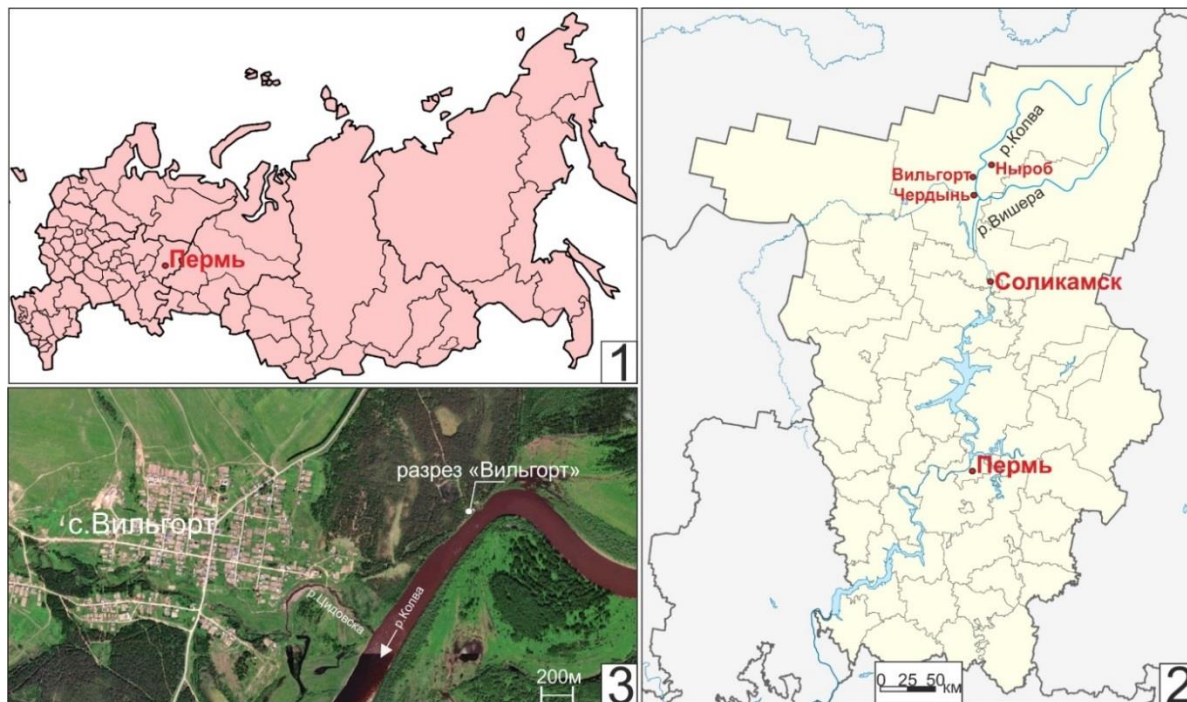 Пермь
1
р.Колва
Ныроб
Вильгорт
Чердынь
р.Вишера
Соликамск
Пермь
0 25 50
км
2
разрез «Вильгорт»
с.Вильгорт
р.Цидовска
р.Колва
200м
3